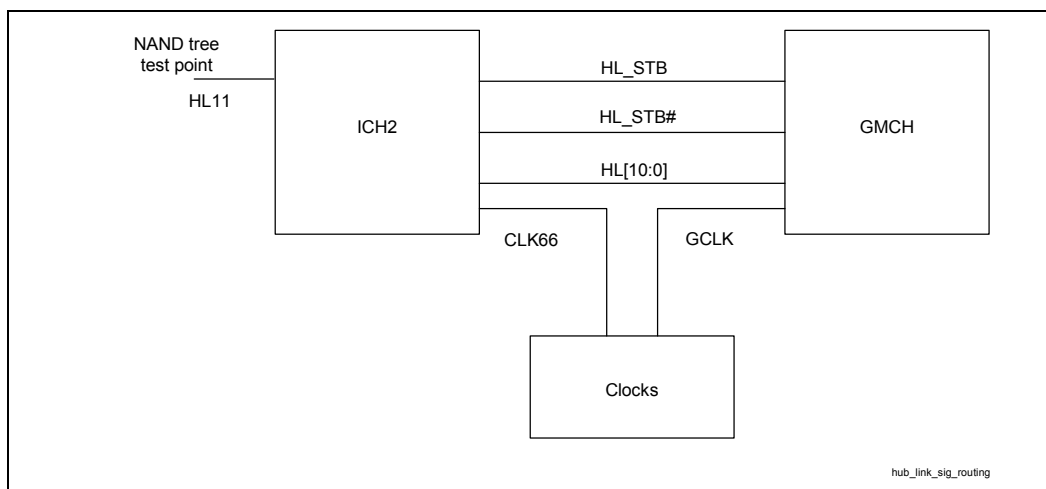 NAND tree
test point
HL11
ICH2
HL_STB
HL_STB#
HL[10:0]
GMCH
CLK66
GCLK
Clocks
hub_link_sig_routing